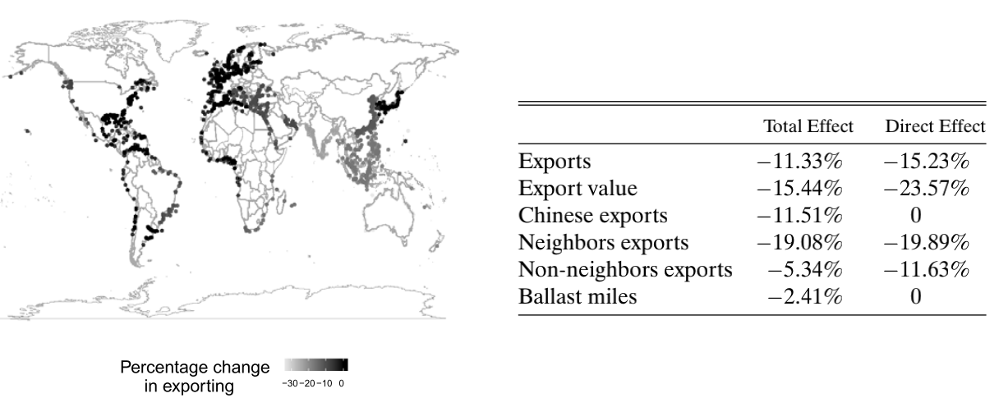 Total Effect Direct Effect
Exports −11.33% −15.23%
Export value −15.44% −23.57%
Chinese exports −11.51% 0
Neighbors exports −19.08% −19.89%
Non-neighbors exports −5.34% −11.63%
Ballast miles −2.41% 0
Percentage change
in exporting
−30 −20 −10 0